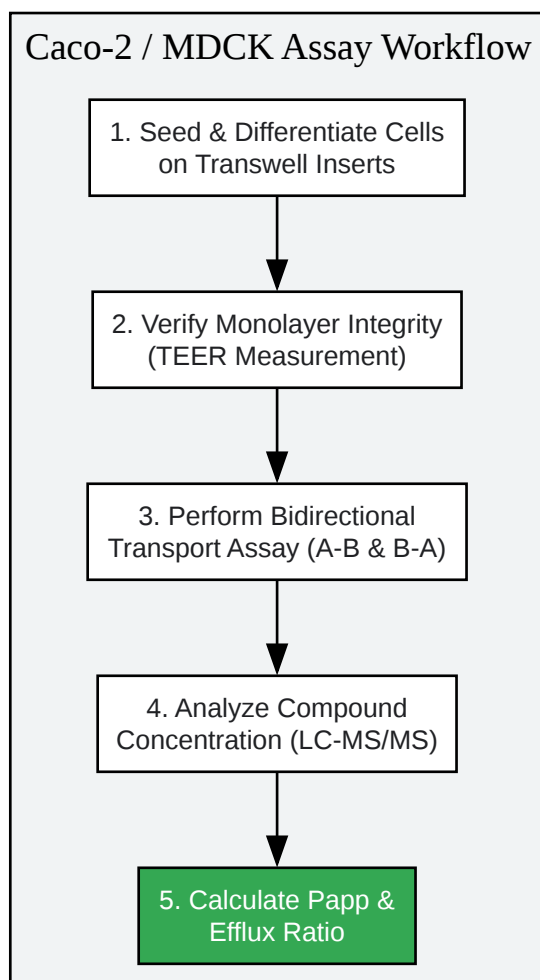 Caco-2 / MDCK Assay Workflow
1. Seed & Differentiate Cells
on Transwell Inserts
2. Verify Monolayer Integrity
(TEER Measurement)
3. Perform Bidirectional
Transport Assay (A-B & B-A)
4. Analyze Compound
Concentration (LC-MS/MS)
5. Calculate Papp &
Efflux Ratio